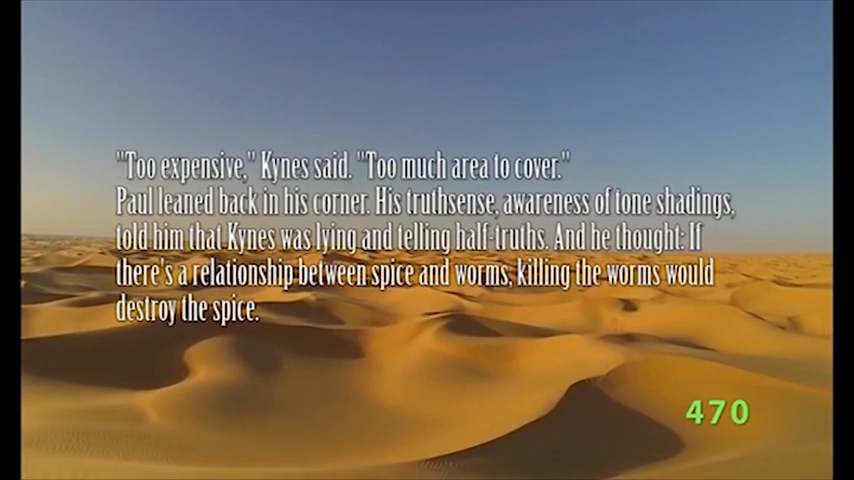 "Too expensive," Kynes said. "Too much area to cover."
Paul leaned back in his corner. His truthsense, awareness of tone shadings,
told him that Kynes was lying and telling half-truths. And he thought: If
there's a relationship between spice and worms, killing the worms would
destroy the spice.
470